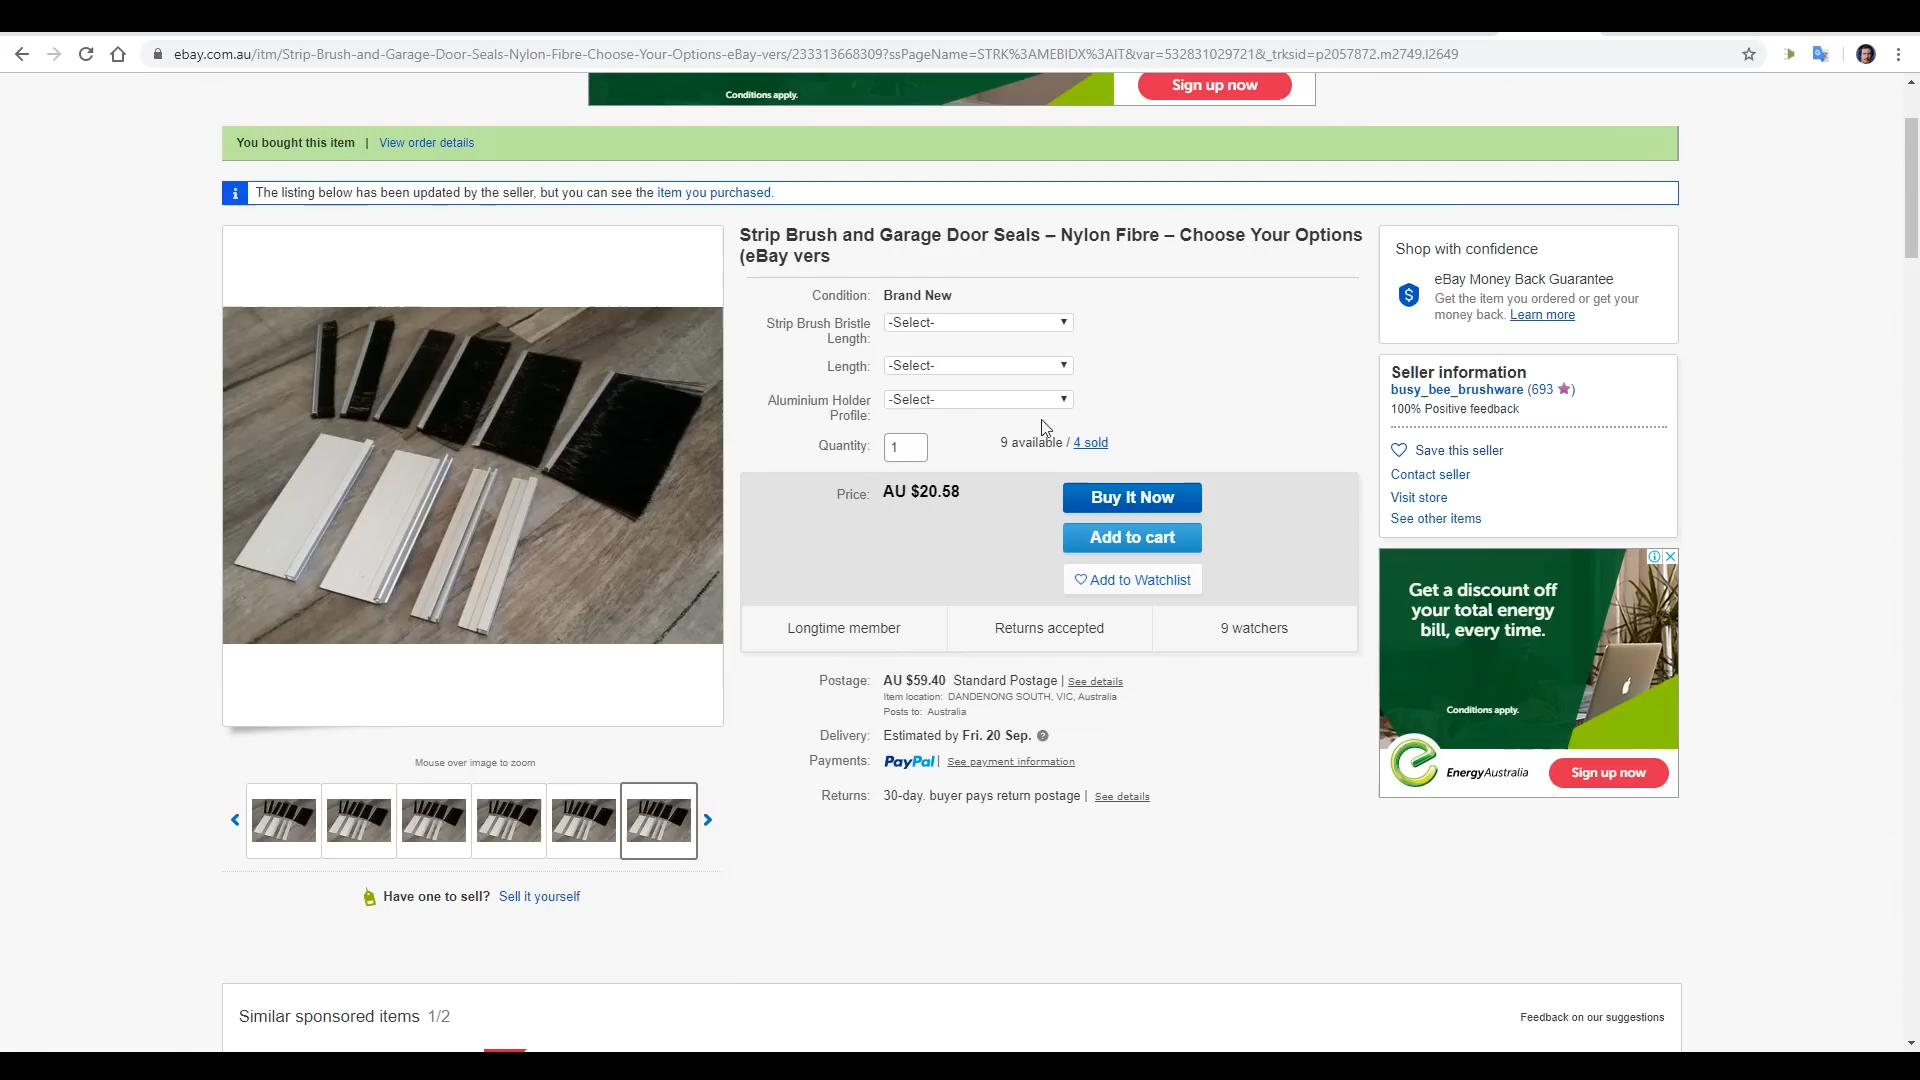 ebay.com.au/itm/Strip-Brush-and-Garage-Door-Seals-Nylon-Fibre-Choose-Your-Options-eBay-vers/233313668309?ssPageName=STRK%3AMEBIDX%3AIT&var=532831029721&_trksid=p2057872.m2749.l2649
Conditions apply.
Sign up now
You bought this item | View order details
The listing below has been updated by the seller, but you can see the item you purchased.
Strip Brush and Garage Door Seals – Nylon Fibre – Choose Your Options
(eBay vers
Condition: Brand New
Strip Brush Bristle
Length: -Select-
Length: -Select-
Aluminium Holder
Profile: -Select-
Quantity: 1
9 available / 4 sold
Price: AU $20.58
Buy It Now
Add to cart
Add to Watchlist
Longtime member
Returns accepted
9 watchers
Postage: AU $59.40 Standard Postage | See details
Item location: DANDENONG SOUTH, VIC, Australia
Posts to: Australia
Delivery: Estimated by Fri. 20 Sep.
Payments: PayPal | See payment information
Returns: 30-day. buyer pays return postage | See details
Mouse over image to zoom
Have one to sell? Sell it yourself
Shop with confidence
eBay Money Back Guarantee
Get the item you ordered or get your
money back. Learn more
Seller information
busy_bee_brushware (693)
100% Positive feedback
Save this seller
Contact seller
Visit store
See other items
Get a discount off
your total energy
bill, every time.
Conditions apply.
EnergyAustralia
Sign up now
Similar sponsored items 1/2
Feedback on our suggestions